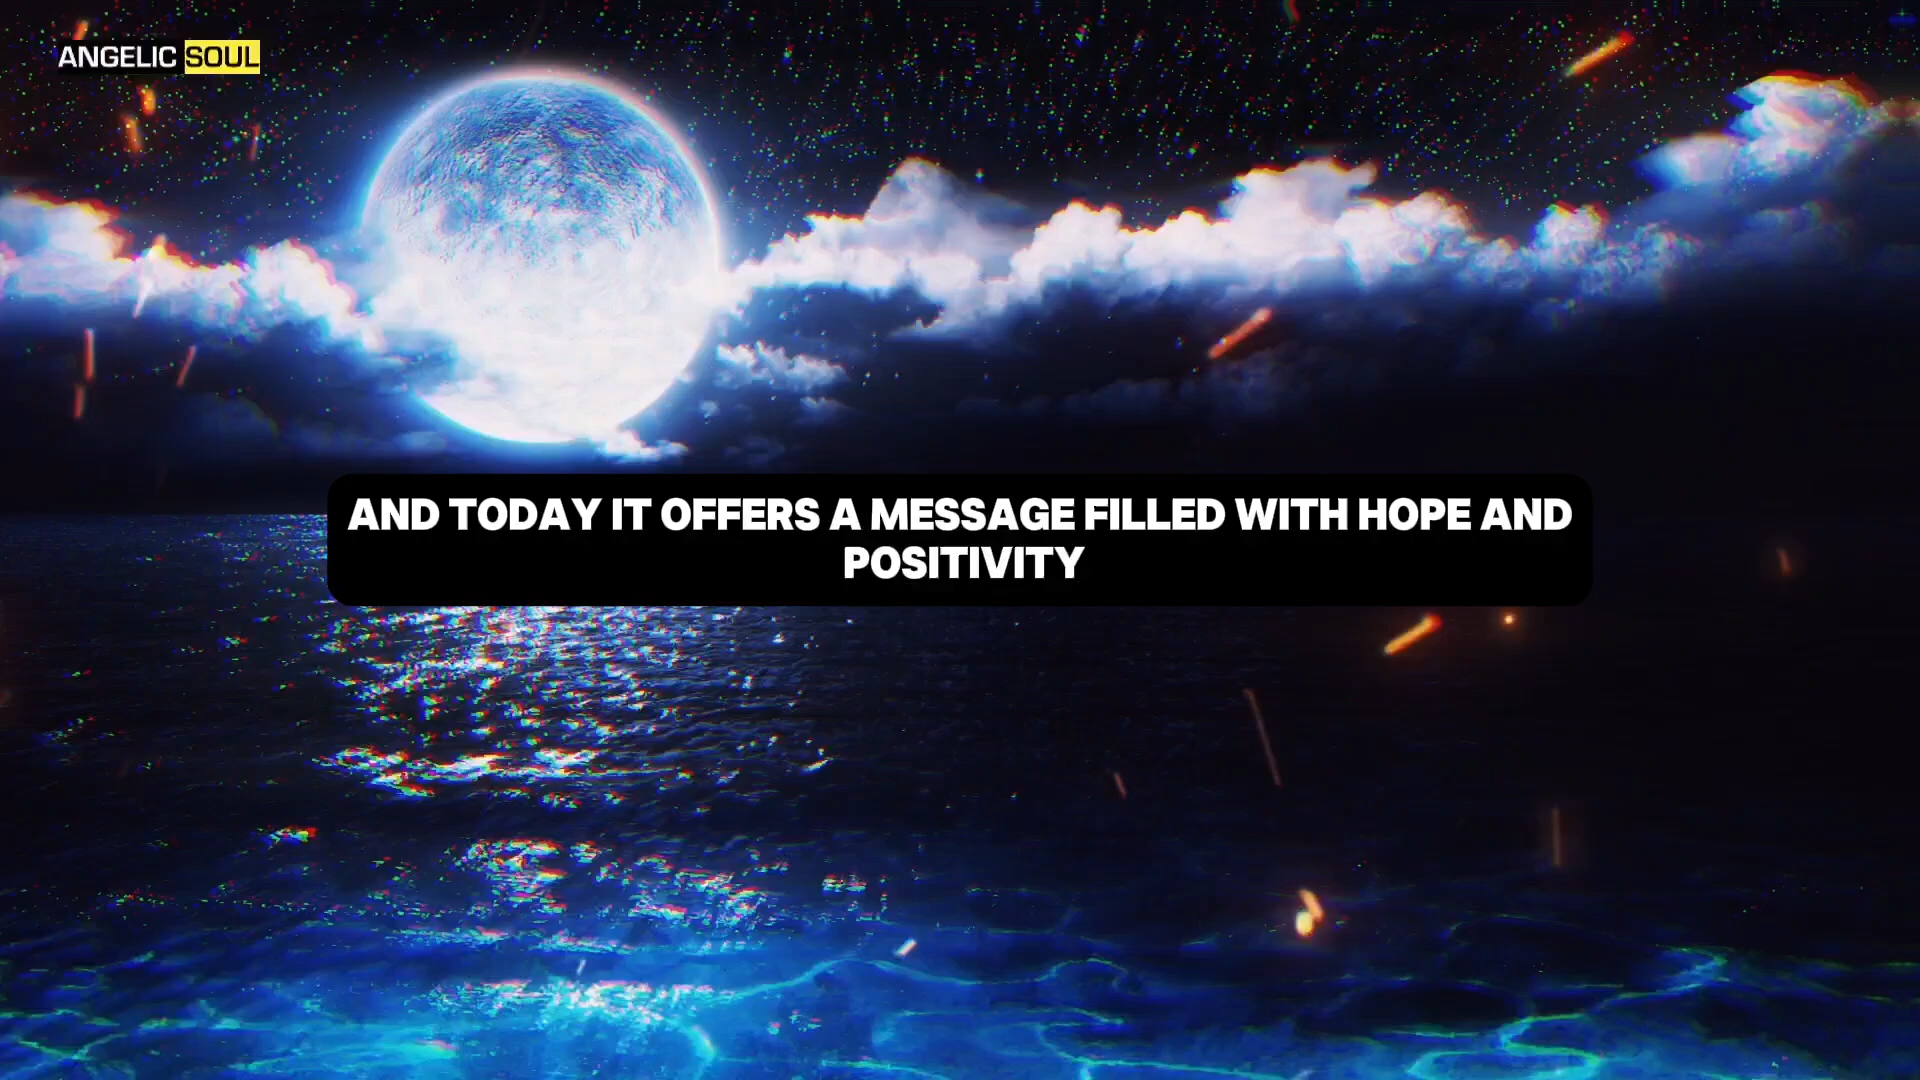 ANGELIC SOUL
AND TODAY IT OFFERS A MESSAGE FILLED WITH HOPE AND
POSITIVITY